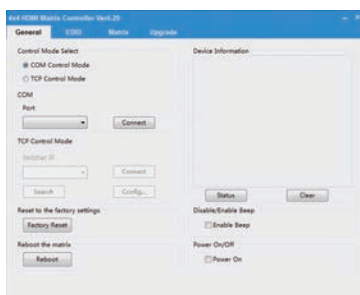 4x4 HDMI Matrix Controller Ver4.20
General EDID Matrix Upgrade
Control Mode Select
COM Control Mode
TCP Control Mode
COM
Port
Connect
TCP Control Mode
Switcher IP
Connect
Search Config...
Reset to the factory settings
Factory Reset
Reboot the matrix
Reboot
Device Information
Status Clear
Disable/Enable Beep
Enable Beep
Power On/Off
Power On